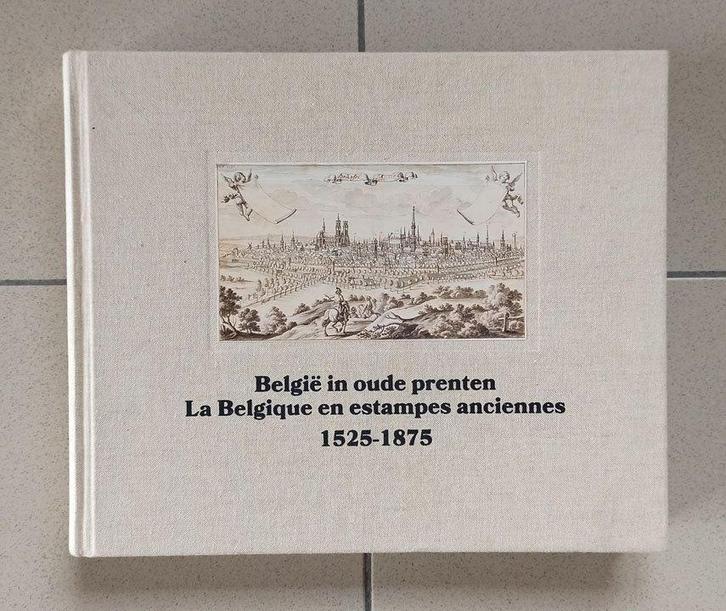 België in oude prenten
La Belgique en estampes anciennes
1525-1875